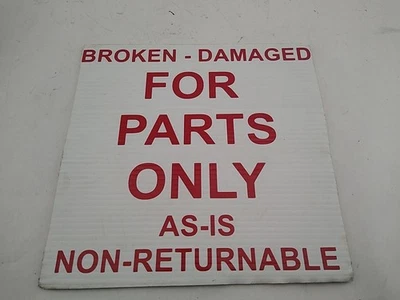 BROKEN - DAMAGED
FOR
PARTS
ONLY
AS-IS
NON-RETURNABLE